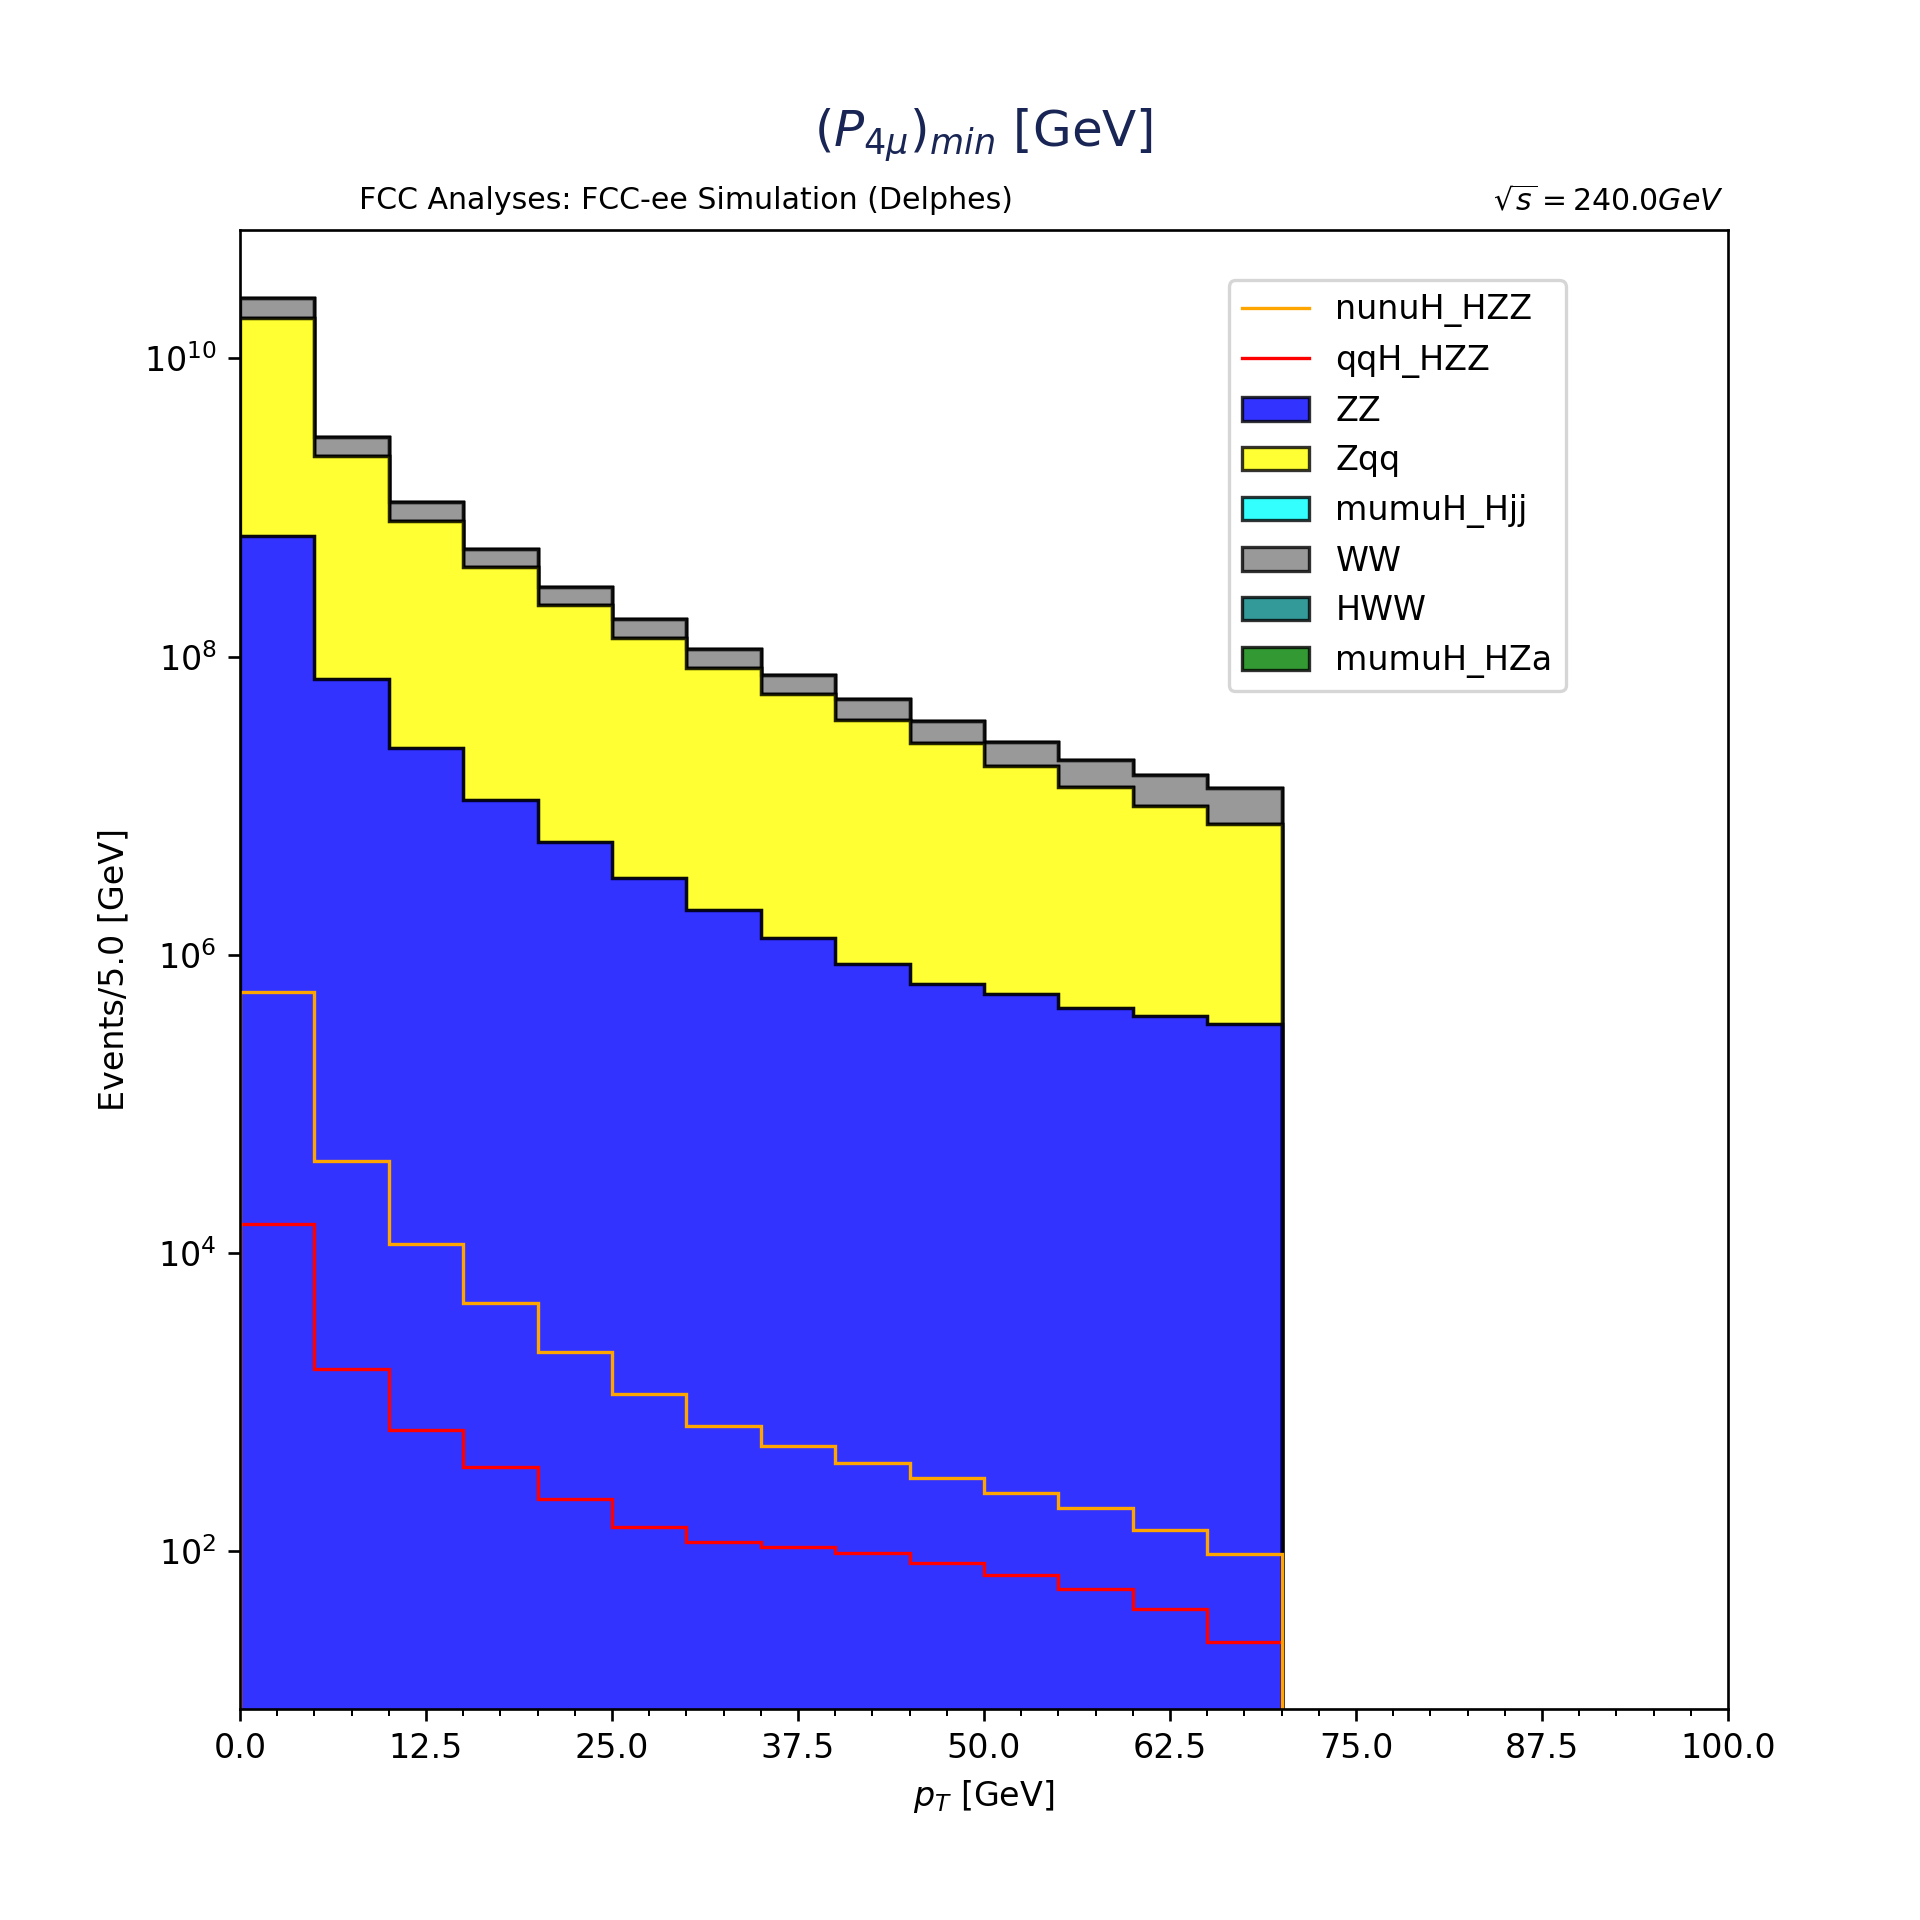 (P₄μ)ₘᵢₙ [GeV]
FCC Analyses: FCC-ee Simulation (Delphes)
√s = 240.0GeV
nunuH_HZZ
qqH_HZZ
ZZ
Zqq
mumuH_Hjj
WW
HWW
mumuH_HZa
10¹⁰
10⁸
10⁶
10⁴
10²
Events/5.0 [GeV]
0.0 12.5 25.0 37.5 50.0 62.5 75.0 87.5 100.0
p_T [GeV]